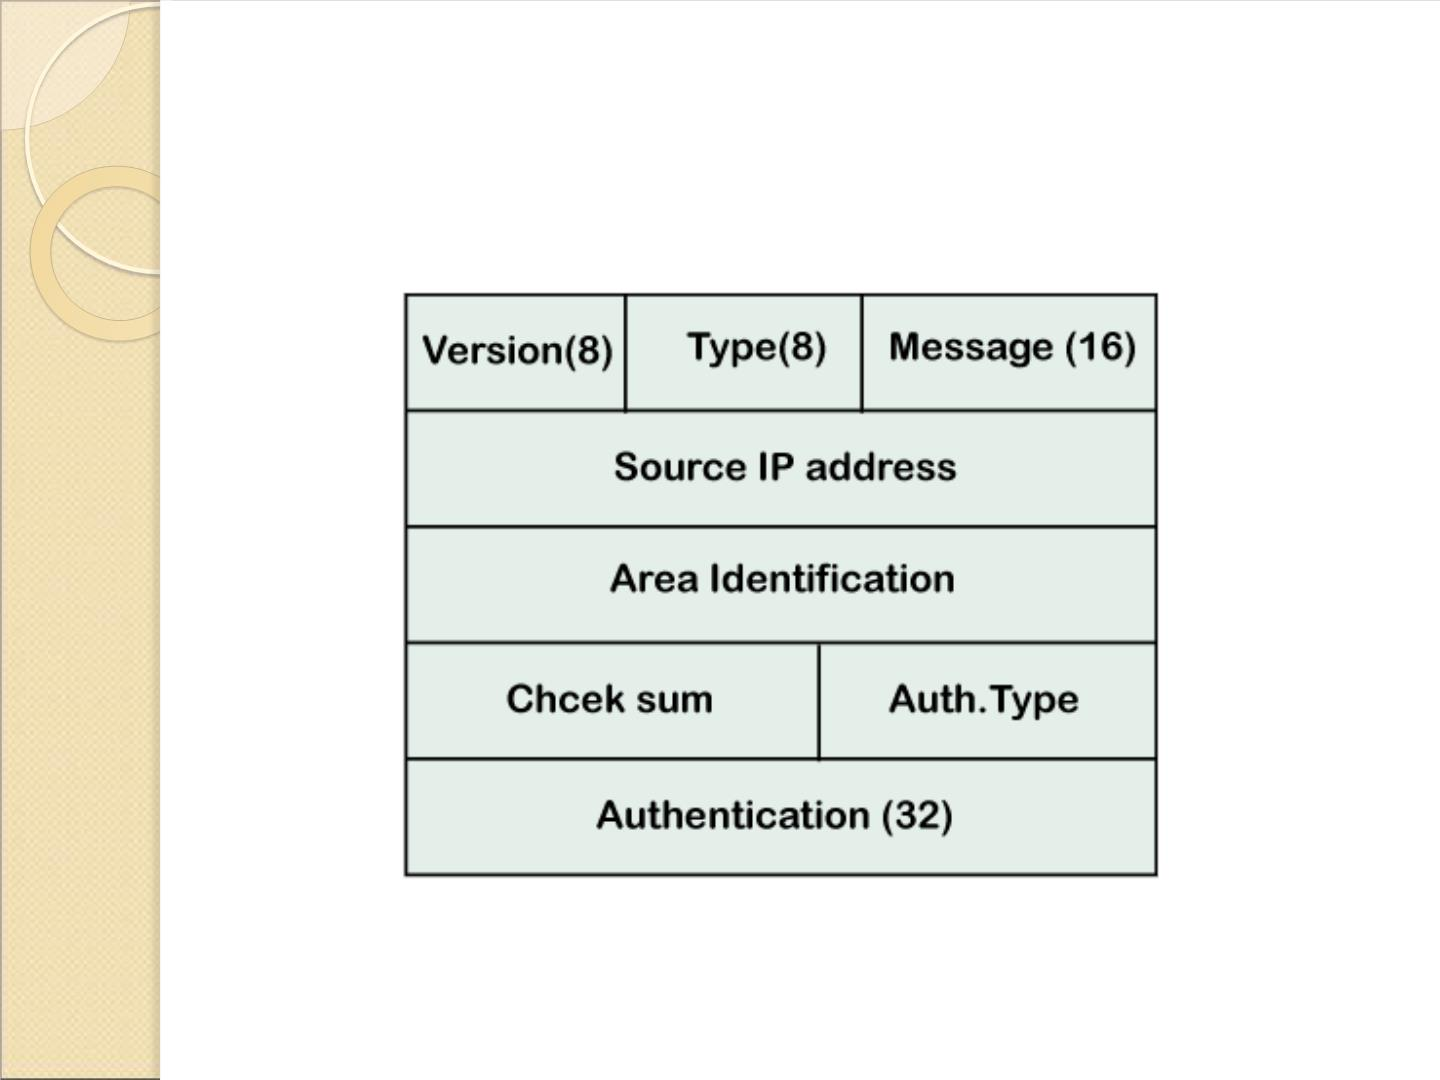 Version(8) Type(8) Message (16)
Source IP address
Area Identification
Chcek sum Auth.Type
Authentication (32)